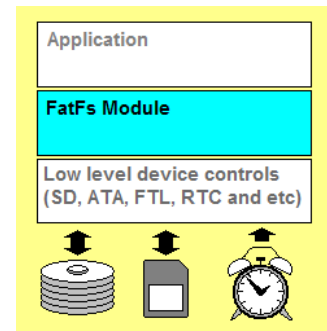 Application
FatFs Module
Low level device controls
(SD, ATA, FTL, RTC and etc)